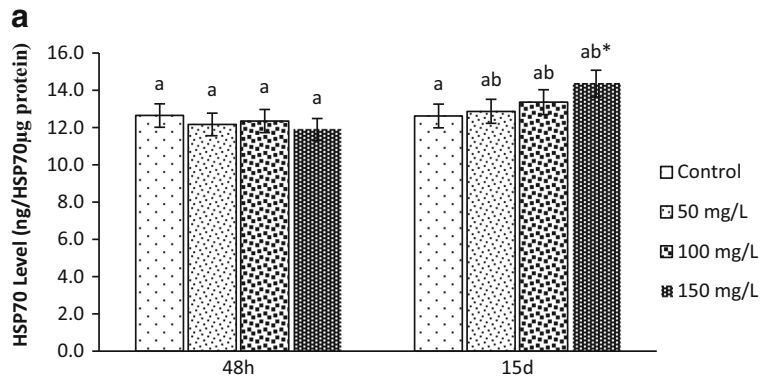 a
HSP70 Level (ng/HSP70µg protein)
16.0
14.0
12.0
10.0
8.0
6.0
4.0
2.0
0.0
a a a a
a ab ab ab*
48h 15d
Control
50 mg/L
100 mg/L
150 mg/L